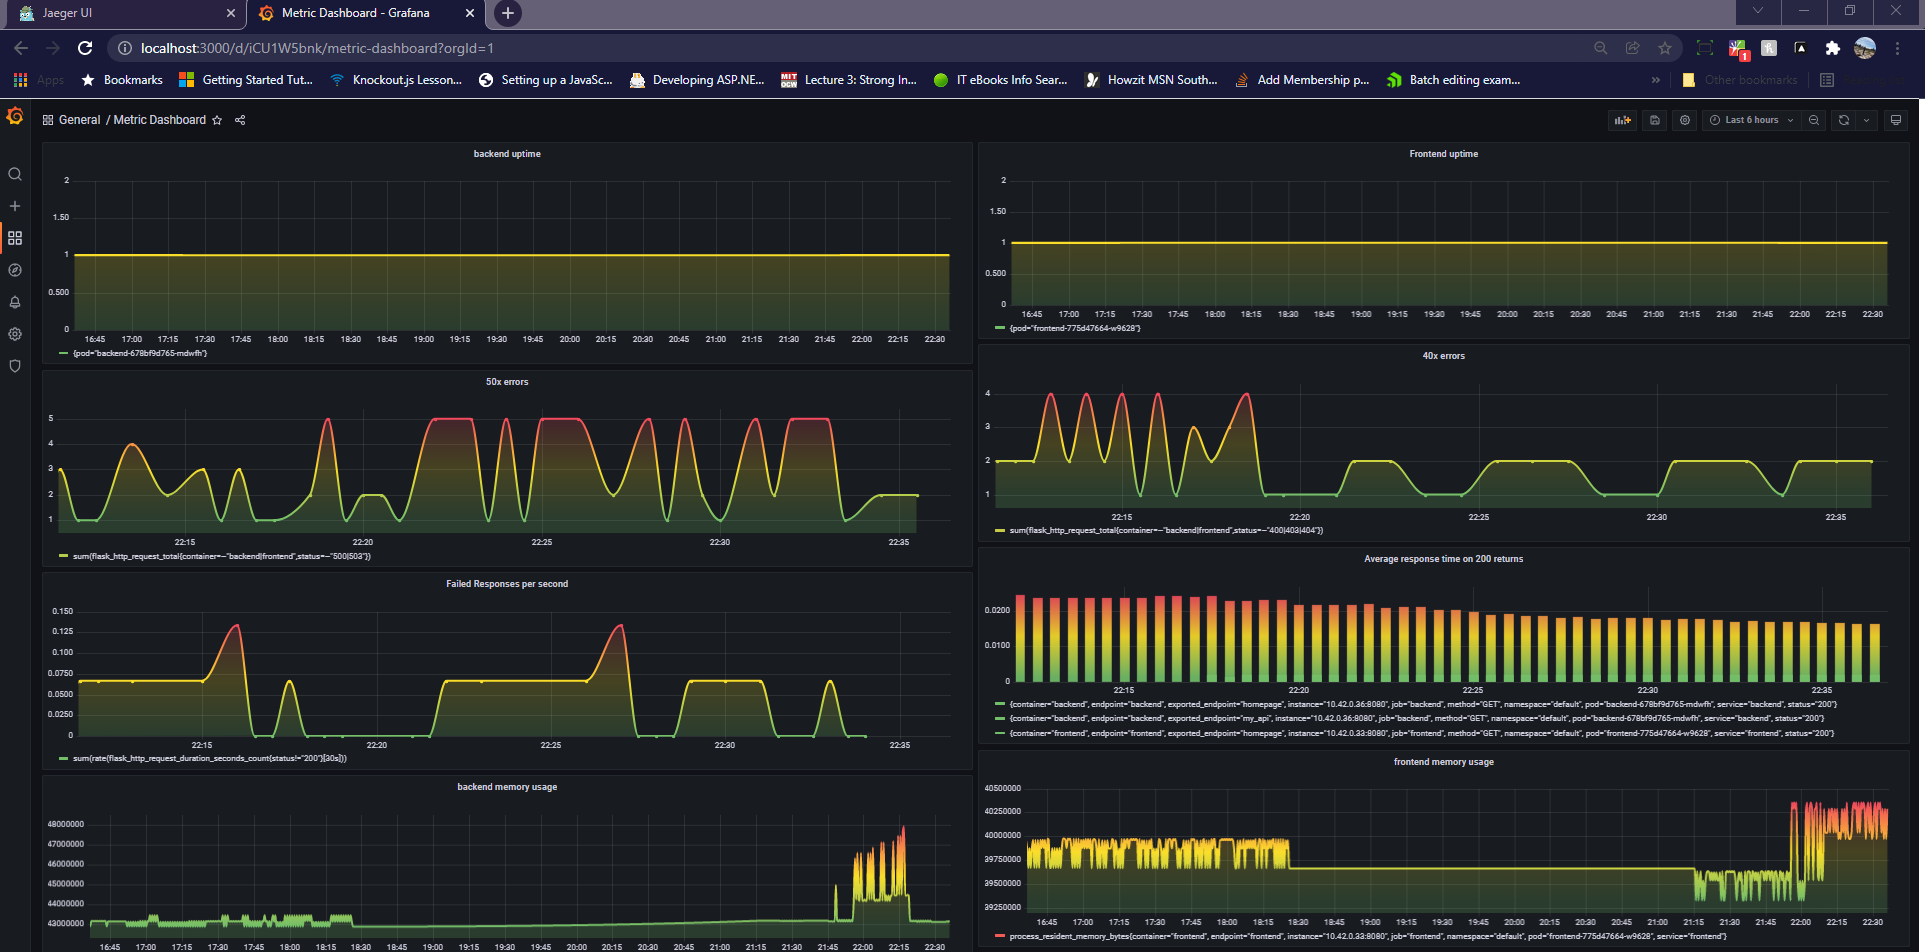 Jaeger UI
Metric Dashboard - Grafana
localhost:3000/d/iCU1W5bnk/metric-dashboard?orgId=1
Apps
Bookmarks
Getting Started Tut...
Knockout.js Lesson...
Setting up a JavaSc...
Developing ASP.NE...
Lecture 3: Strong In...
IT eBooks Info Sear...
Howzit MSN South...
Add Membership p...
Batch editing exam...
»
Other bookmarks
General / Metric Dashboard
Last 6 hours
backend uptime
2
1.50
1
0.500
0
16:45 17:00 17:15 17:30 17:45 18:00 18:15 18:30 18:45 19:00 19:15 19:30 19:45 20:00 20:15 20:30 20:45 21:00 21:15 21:30 21:45 22:00 22:15 22:30
{pod="backend-678bf9d765-mdwfh"}
Frontend uptime
2
1.50
1
0.500
0
16:45 17:00 17:15 17:30 17:45 18:00 18:15 18:30 18:45 19:00 19:15 19:30 19:45 20:00 20:15 20:30 20:45 21:00 21:15 21:30 21:45 22:00 22:15 22:30
{pod="frontend-775d47664-w9628"}
50x errors
5
4
3
2
1
22:15 22:20 22:25 22:30 22:35
sum(flask_http_request_total{container=~"backend|frontend",status=~"500|503"})
40x errors
4
3
2
1
22:15 22:20 22:25 22:30 22:35
sum(flask_http_request_total{container=~"backend|frontend",status=~"400|403|404"})
Failed Responses per second
0.150
0.125
0.100
0.0750
0.0500
0.0250
0
22:15 22:20 22:25 22:30 22:35
sum(rate(flask_http_request_duration_seconds_count{status!="200"}[30s]))
Average response time on 200 returns
0.0200
0.0100
0
22:15 22:20 22:25 22:30 22:35
{container="backend", endpoint="backend", exported_endpoint="homepage", instance="10.42.0.36:8080", job="backend", method="GET", namespace="default", pod="backend-678bf9d765-mdwfh", service="backend", status="200"}
{container="backend", endpoint="backend", exported_endpoint="my_api", instance="10.42.0.36:8080", job="backend", method="GET", namespace="default", pod="backend-678bf9d765-mdwfh", service="backend", status="200"}
{container="frontend", endpoint="frontend", exported_endpoint="homepage", instance="10.42.0.33:8080", job="frontend", method="GET", namespace="default", pod="frontend-775d47664-w9628", service="frontend", status="200"}
backend memory usage
48000000
47000000
46000000
45000000
44000000
43000000
16:45 17:00 17:15 17:30 17:45 18:00 18:15 18:30 18:45 19:00 19:15 19:30 19:45 20:00 20:15 20:30 20:45 21:00 21:15 21:30 21:45 22:00 22:15 22:30
frontend memory usage
40500000
40250000
40000000
39750000
39500000
39250000
16:45 17:00 17:15 17:30 17:45 18:00 18:15 18:30 18:45 19:00 19:15 19:30 19:45 20:00 20:15 20:30 20:45 21:00 21:15 21:30 21:45 22:00 22:15 22:30
process_resident_memory_bytes{container="frontend", endpoint="frontend", instance="10.42.0.33:8080", job="frontend", namespace="default", pod="frontend-775d47664-w9628", service="frontend"}